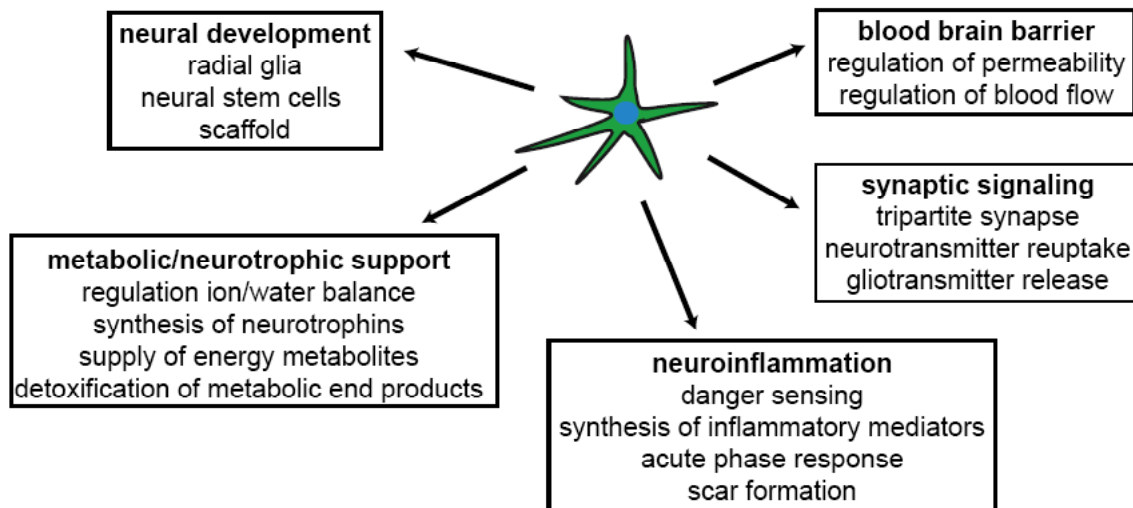 neural development
radial glia
neural stem cells
scaffold
blood brain barrier
regulation of permeability
regulation of blood flow
synaptic signaling
tripartite synapse
neurotransmitter reuptake
gliotransmitter release
metabolic/neurotrophic support
regulation ion/water balance
synthesis of neurotrophins
supply of energy metabolites
detoxification of metabolic end products
neuroinflammation
danger sensing
synthesis of inflammatory mediators
acute phase response
scar formation